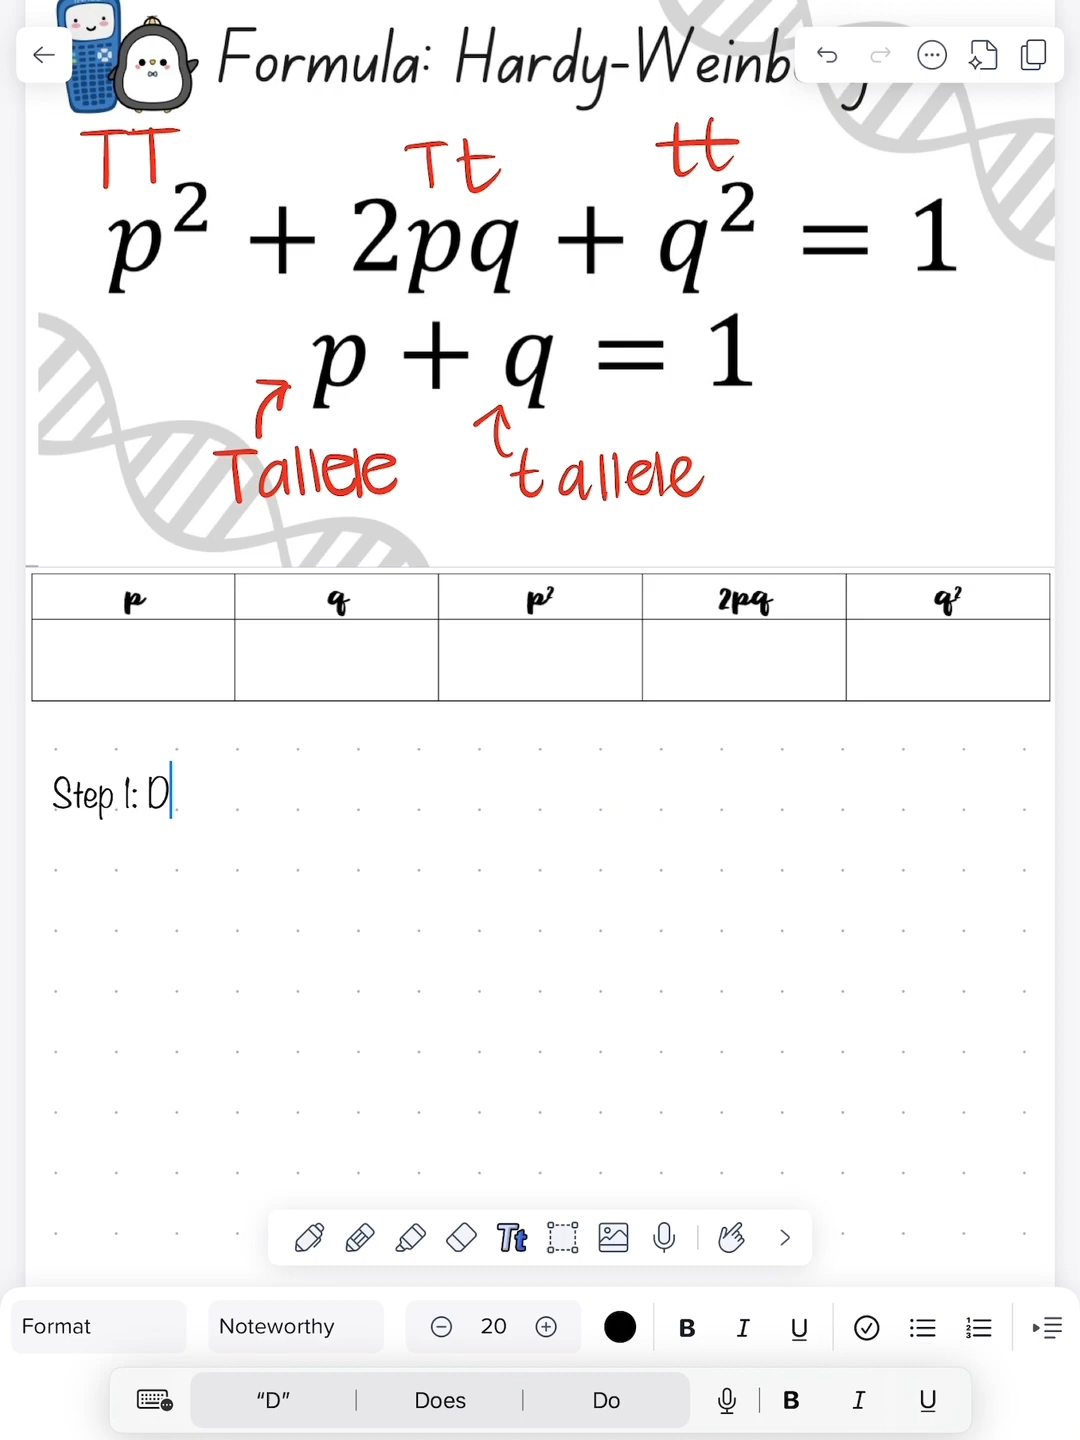 Formula: Hardy-Weinb
TT Tt tt
p² + 2pq + q² = 1
p + q = 1
T allele t allele
p q p² 2pq q²
Step 1: D
Tt
Format Noteworthy 20 B I U
"D" Does Do B I U